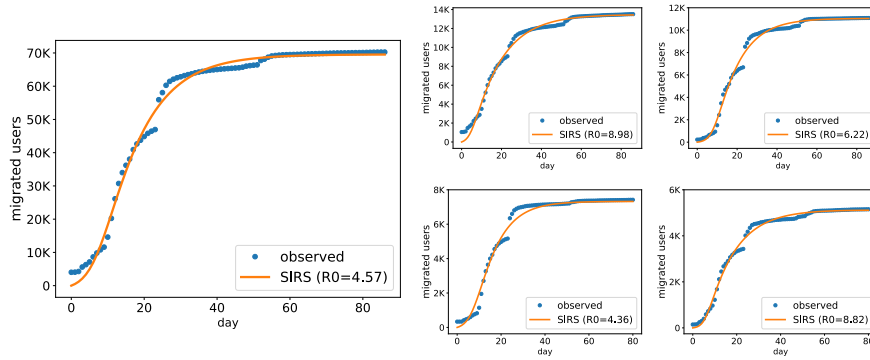 70K
60K
50K
40K
30K
20K
10K
0
migrated users
0 20 40 60 80
day
observed
SIRS (R0=4.57)
14K
12K
10K
8K
6K
4K
2K
0
migrated users
0 20 40 60 80
day
observed
SIRS (R0=8.98)
12K
10K
8K
6K
4K
2K
0
migrated users
0 20 40 60 80
day
observed
SIRS (R0=6.22)
8K
6K
4K
2K
0
migrated users
0 20 40 60 80
day
observed
SIRS (R0=4.36)
6K
4K
2K
0
migrated users
0 20 40 60 80
day
observed
SIRS (R0=8.82)